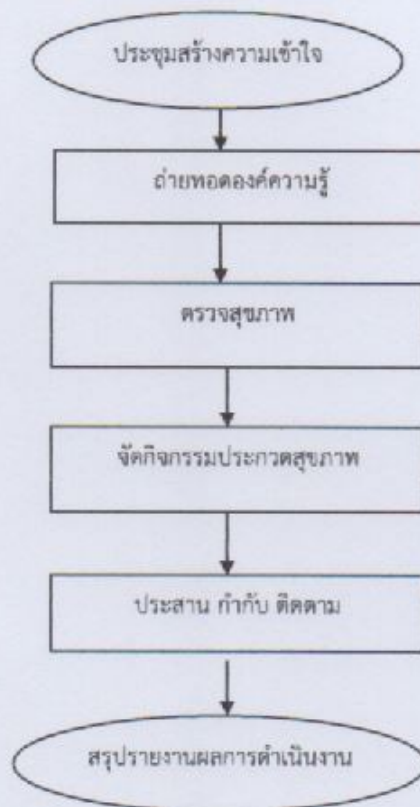 ประชุมสร้างความเข้าใจ
ถ่ายทอดองค์ความรู้
ตรวจสุขภาพ
จัดกิจกรรมประกวดสุขภาพ
ประสาน กำกับ ติดตาม
สรุปรายงานผลการดำเนินงาน